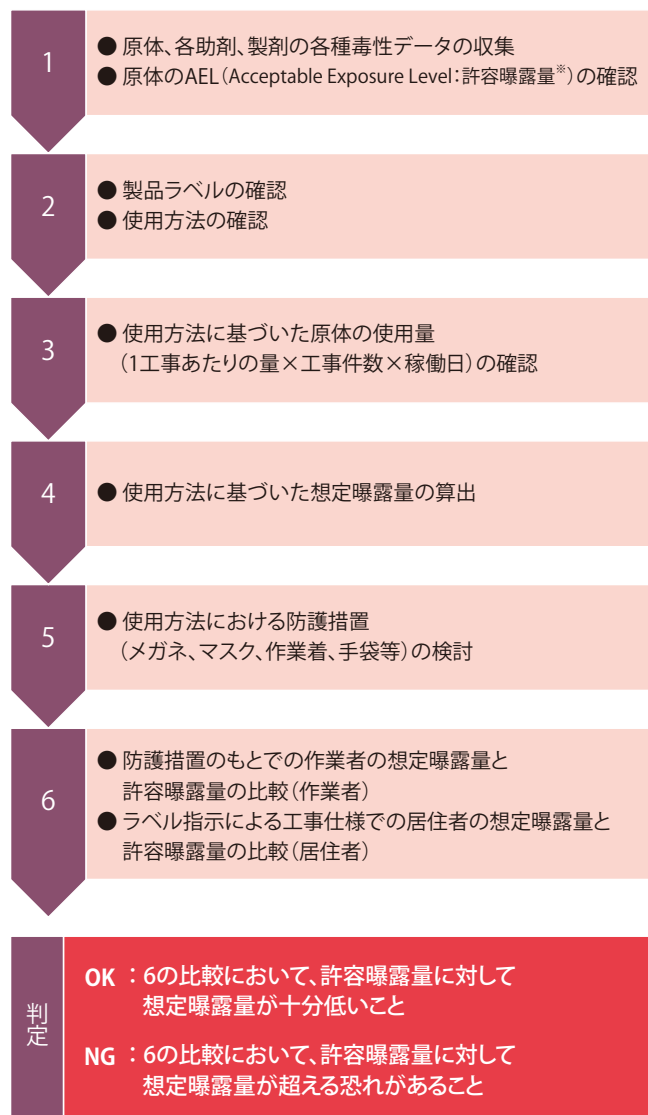 1
● 原体、各助剤、製剤の各種毒性データの収集
● 原体のAEL(Acceptable Exposure Level:許容曝露量※)の確認
2
● 製品ラベルの確認
● 使用方法の確認
3
● 使用方法に基づいた原体の使用量
(1工事あたりの量×工事件数×稼働日)の確認
4
● 使用方法に基づいた想定曝露量の算出
5
● 使用方法における防護措置
(メガネ、マスク、作業着、手袋等)の検討
6
● 防護措置のもとでの作業者の想定曝露量と
許容曝露量の比較(作業者)
● ラベル指示による工事仕様での居住者の想定曝露量と
許容曝露量の比較(居住者)
判定
OK :6の比較において、許容曝露量に対して
想定曝露量が十分低いこと
NG :6の比較において、許容曝露量に対して
想定曝露量が超える恐れがあること